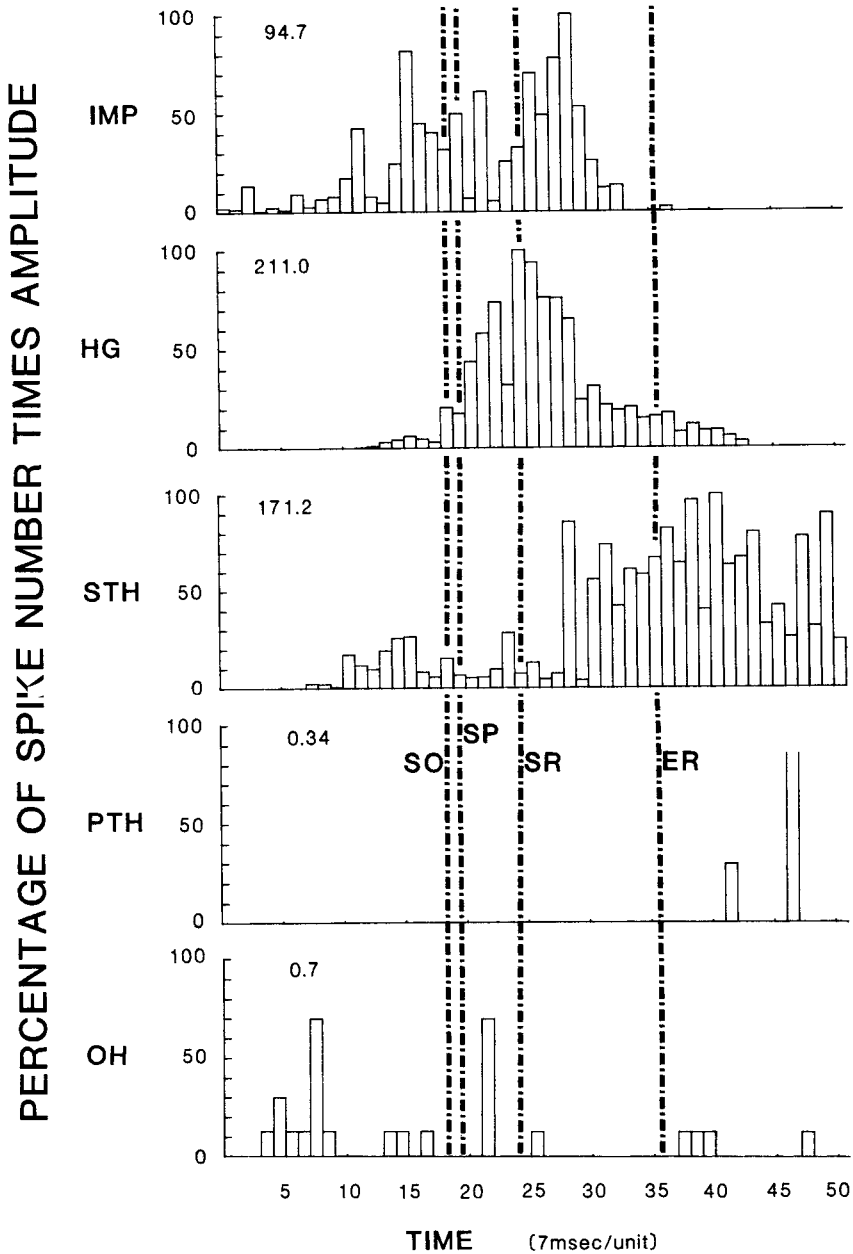 PERCENTAGE OF SPIKE NUMBER TIMES AMPLITUDE
IMP
94.7
100
50
0
HG
211.0
100
50
0
STH
171.2
100
50
0
PTH
0.34
100
50
0
SO
SP
SR
ER
OH
0.7
100
50
0
5 10 15 20 25 30 35 40 45 50
TIME (7msec/unit)